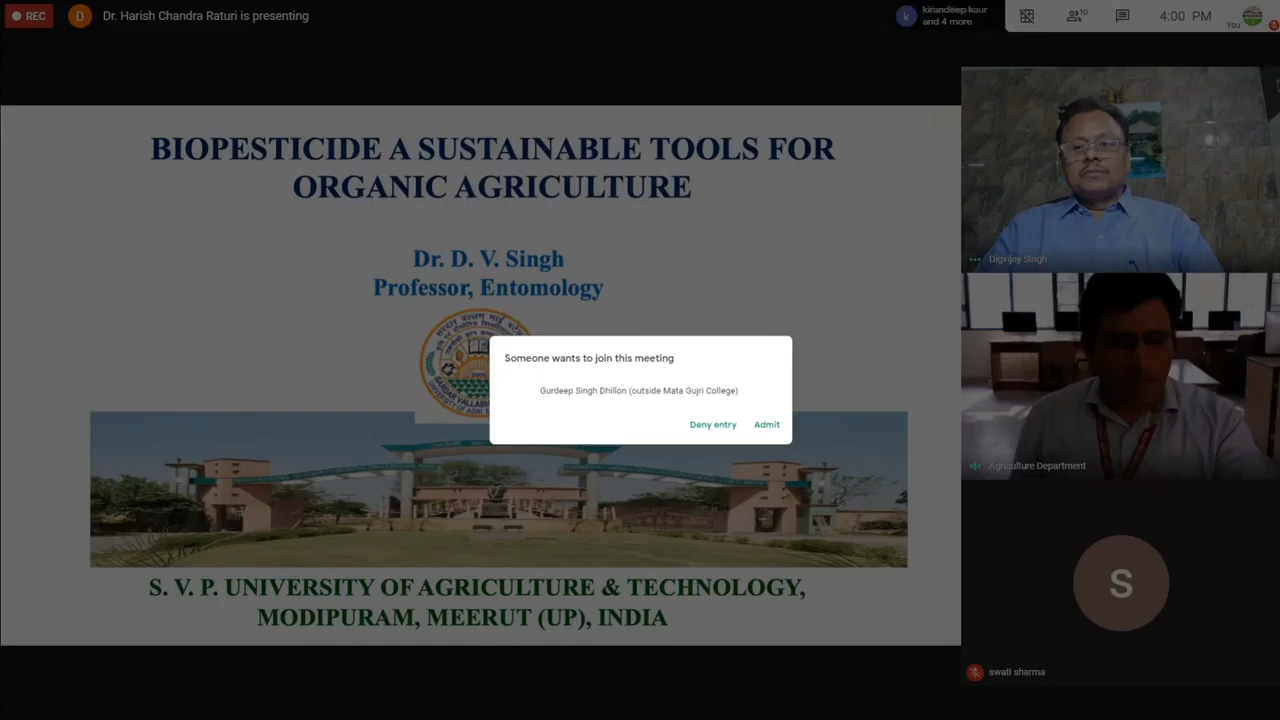 REC
D
Dr. Harish Chandra Raturi is presenting
k
kirandeep kaur
and 4 more
10
4:00 PM
You
BIOPESTICIDE A SUSTAINABLE TOOLS FOR
ORGANIC AGRICULTURE
Dr. D. V. Singh
Professor, Entomology
Digvijay Singh
Someone wants to join this meeting
Gurdeep Singh Dhillon (outside Mata Gujri College)
Deny entry
Admit
Agriculture Department
S. V. P. UNIVERSITY OF AGRICULTURE & TECHNOLOGY,
MODIPURAM, MEERUT (UP), INDIA
S
swati sharma